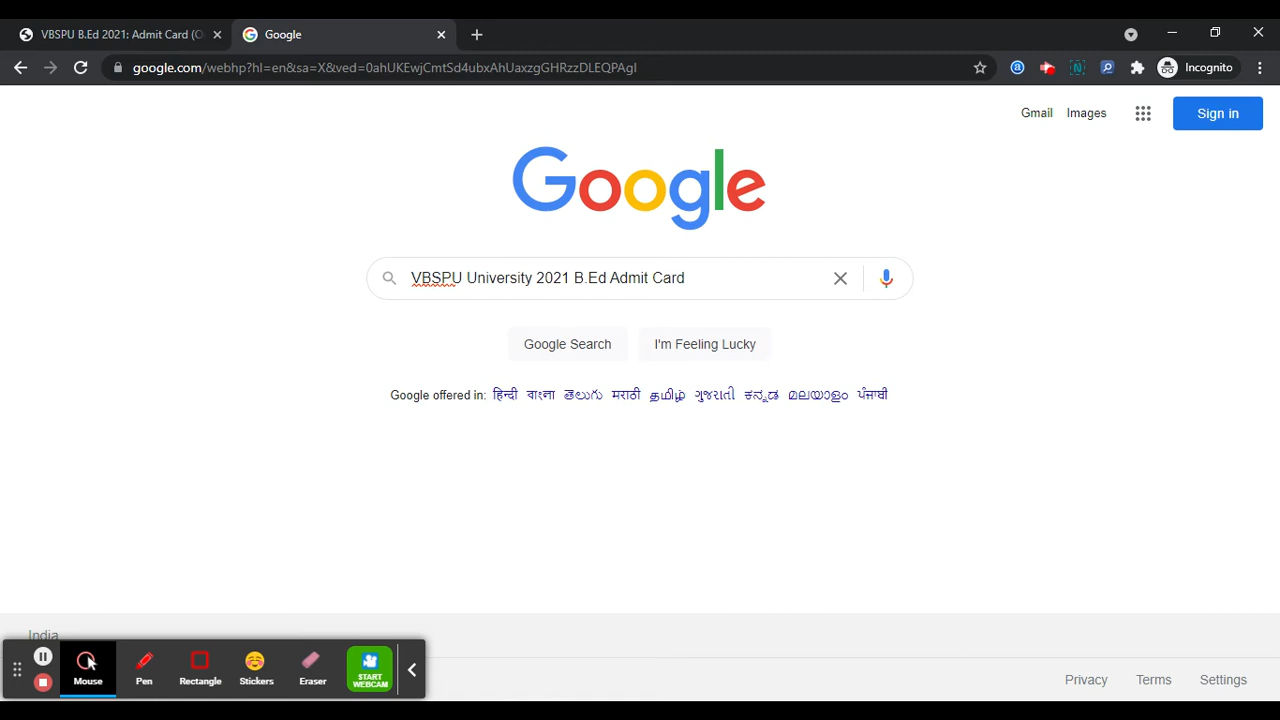 VBSPU B.Ed 2021: Admit Card (O
Google
google.com/webhp?hl=en&sa=X&ved=0ahUKEwjCmtSd4ubxAhUaxzgGHRzzDLEQPAgI
Incognito
Gmail Images Sign in
Google
VBSPU University 2021 B.Ed Admit Card
Google Search I'm Feeling Lucky
Google offered in: हिन्दी বাংলা తెలుగు मराठी தமிழ் ગુજરાતી ಕನ್ನಡ മലയാളം ਪੰਜਾਬੀ
India
Mouse Pen Rectangle Stickers Eraser START WEBCAM
Privacy Terms Settings